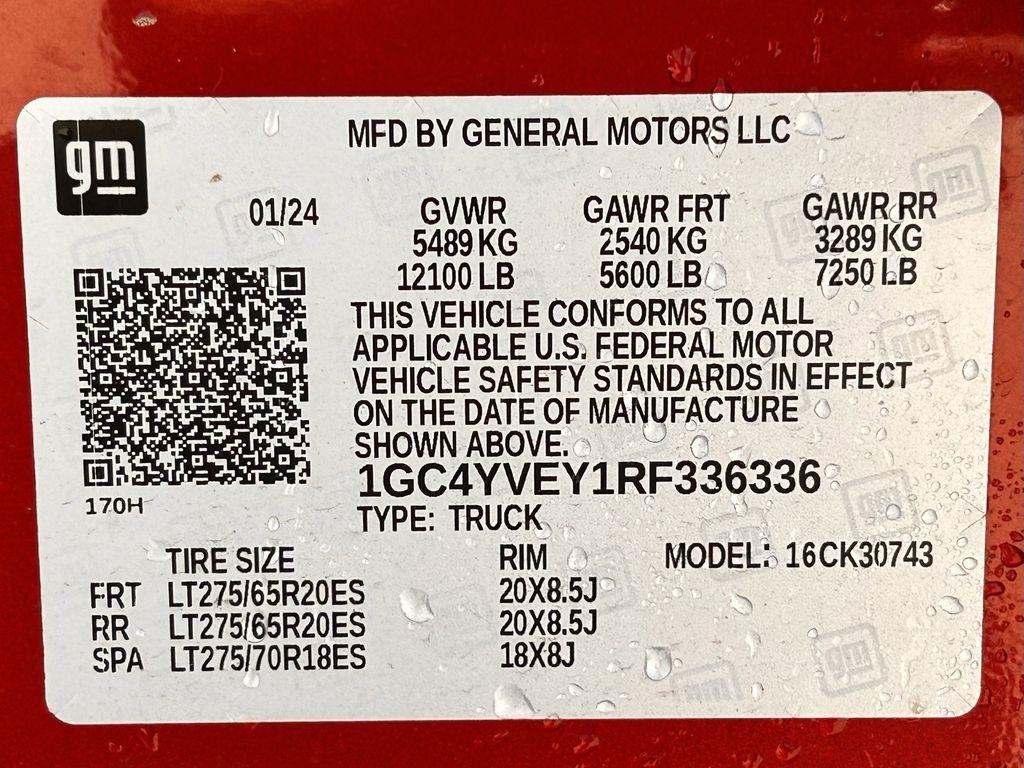 gm
MFD BY GENERAL MOTORS LLC
01/24 GVWR GAWR FRT GAWR RR
5489 KG 2540 KG 3289 KG
12100 LB 5600 LB 7250 LB
THIS VEHICLE CONFORMS TO ALL
APPLICABLE U.S. FEDERAL MOTOR
VEHICLE SAFETY STANDARDS IN EFFECT
ON THE DATE OF MANUFACTURE
SHOWN ABOVE.
1GC4YVEY1RF336336
170H
TYPE: TRUCK
TIRE SIZE RIM MODEL: 16CK30743
FRT LT275/65R20ES 20X8.5J
RR LT275/65R20ES 20X8.5J
SPA LT275/70R18ES 18X8J